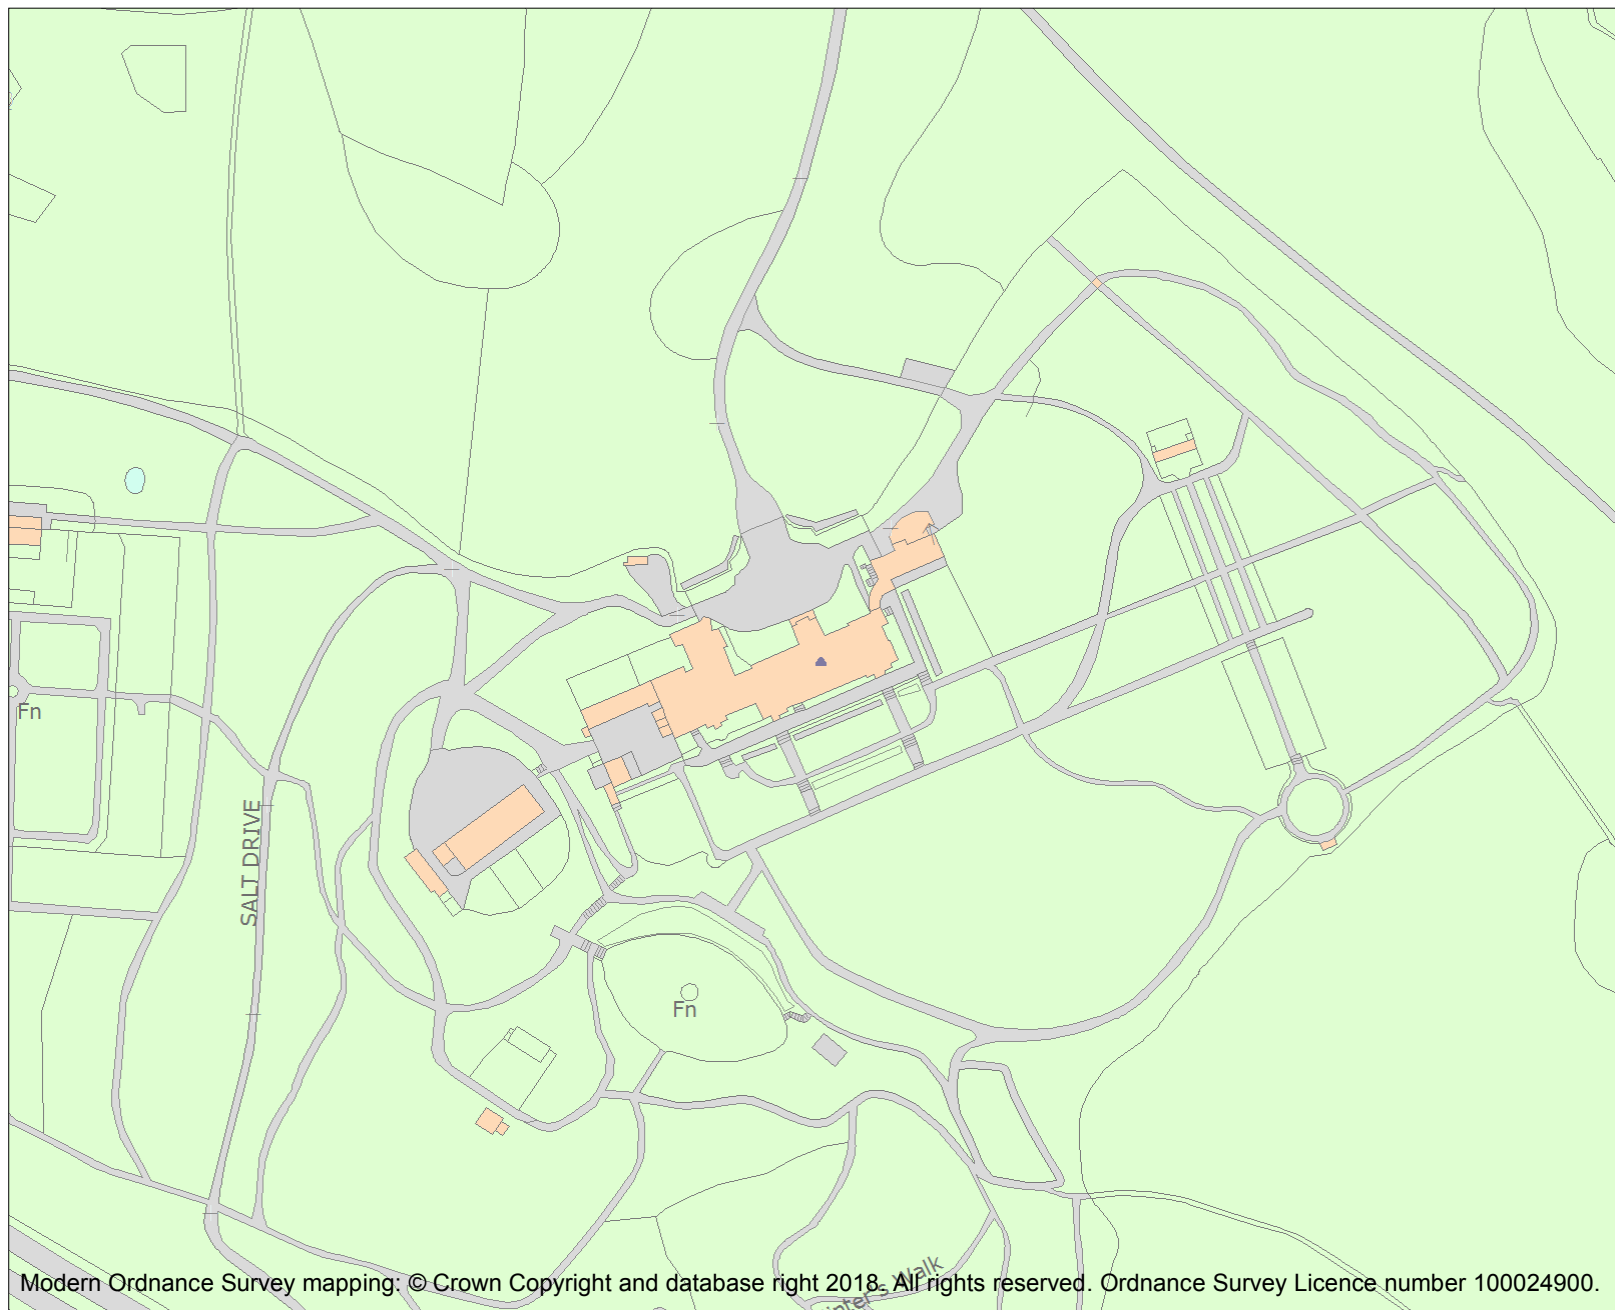 Fn
SALT DRIVE
Fn
Walk
Modern Ordnance Survey mapping: © Crown Copyright and database right 2018. All rights reserved. Ordnance Survey Licence number 100024900.